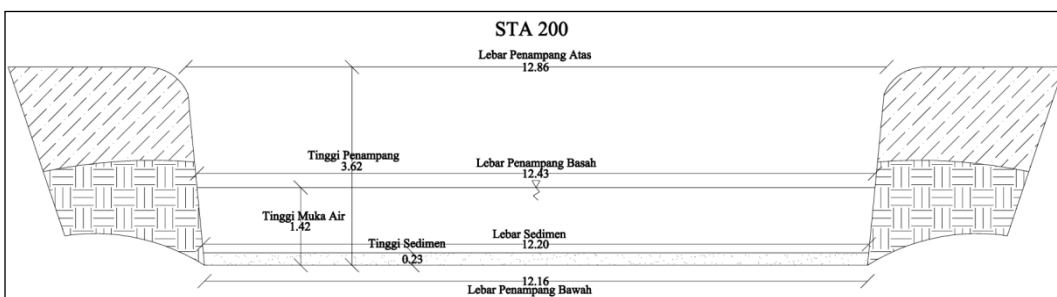 STA 200
Lebar Penampang Atas
12.86
Tinggi Penampang
3.62
Lebar Penampang Basah
12.43
Tinggi Muka Air
1.42
Lebar Sedimen
12.20
Tinggi Sedimen
0.23
12.16
Lebar Penampang Bawah